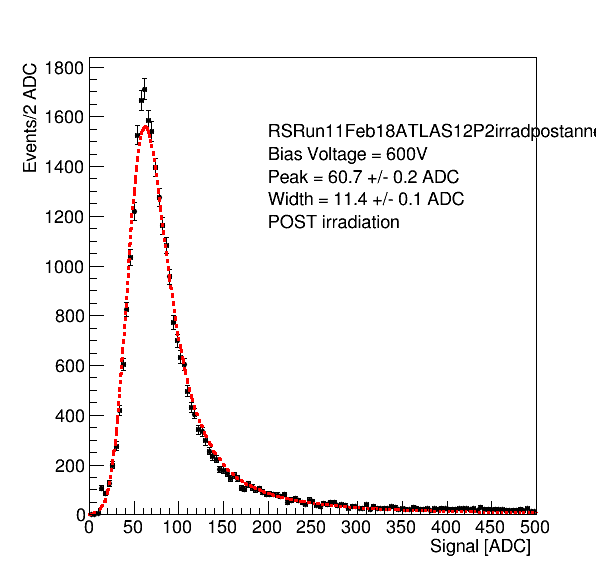 Events/2 ADC
1800
1600
1400
1200
1000
800
600
400
200
0
RSRun11Feb18ATLAS12P2irradpostanne
Bias Voltage = 600V
Peak = 60.7 +/- 0.2 ADC
Width = 11.4 +/- 0.1 ADC
POST irradiation
0 50 100 150 200 250 300 350 400 450 500
Signal [ADC]